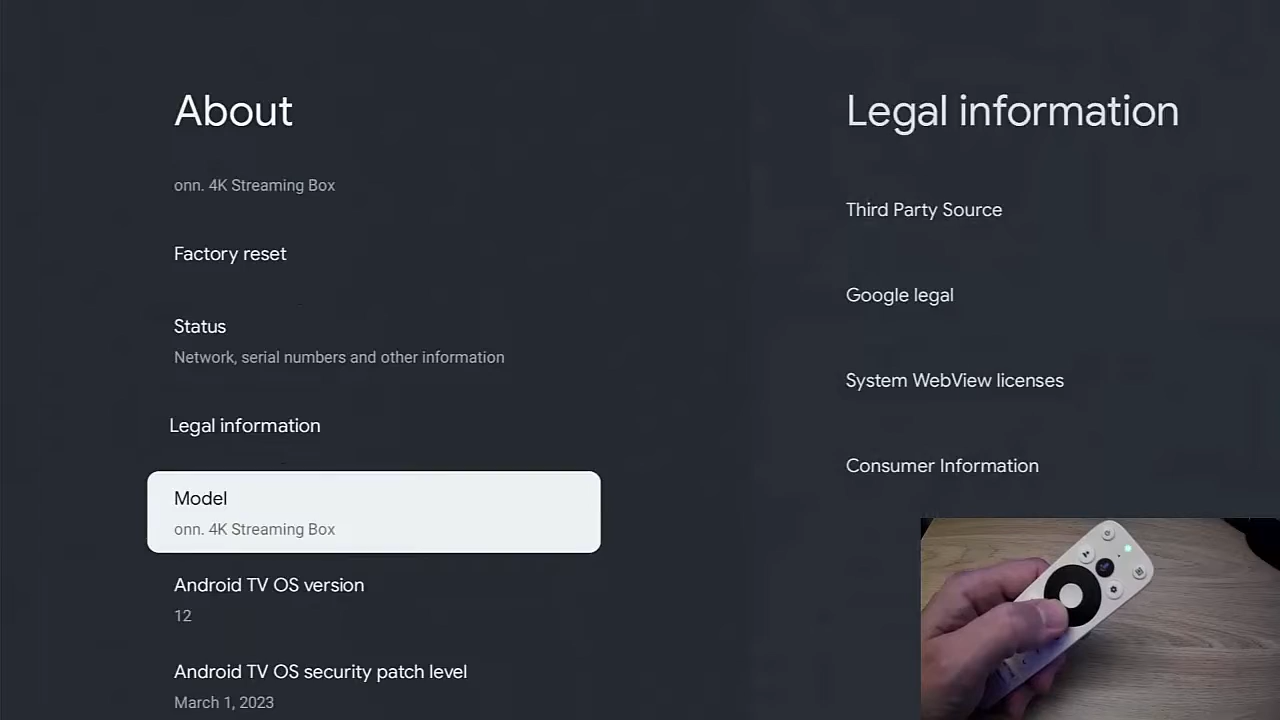 About
onn. 4K Streaming Box
Factory reset
Status
Network, serial numbers and other information
Legal information
Model
onn. 4K Streaming Box
Android TV OS version
12
Android TV OS security patch level
March 1, 2023
Legal information
Third Party Source
Google legal
System WebView licenses
Consumer Information